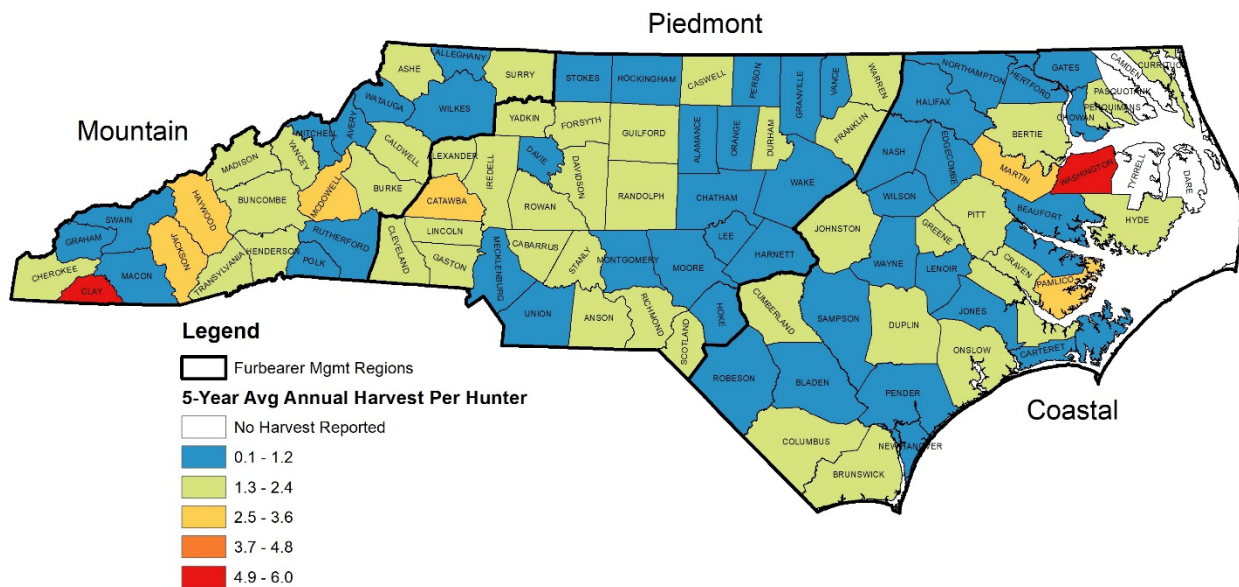 Piedmont
Mountain
Coastal
ALLEGHANY
ASHE
SURRY
STOKES
ROCKINGHAM
CASWELL
PERSON
GRANVILLE
VANCE
WARREN
NORTHAMPTON
HERTFORD
GATES
CAMDEN
CURRITUCK
PASQUOTANK
PERQUIMANS
CHOWAN
HALIFAX
WATAUGA
WILKES
MITCHELL
AVERY
YADKIN
FORSYTH
GUILFORD
ALAMANCE
ORANGE
DURHAM
FRANKLIN
BERTIE
MADISON
YANCEY
CALDWELL
ALEXANDER
IREDELL
DAVIE
DAVIDSON
RANDOLPH
CHATHAM
WAKE
NASH
EDGECOMBE
MARTIN
WASHINGTON
TYRRELL
DARE
HAYWOOD
BUNCOMBE
MCDOWELL
BURKE
CATAWBA
ROWAN
WILSON
PITT
BEAUFORT
HYDE
SWAIN
GRAHAM
JACKSON
HENDERSON
RUTHERFORD
POLK
CLEVELAND
LINCOLN
GASTON
MECKLENBURG
CABARRUS
STANLY
MONTGOMERY
MOORE
LEE
HARNETT
JOHNSTON
GREENE
WAYNE
LENOIR
CRAVEN
PAMLICO
CHEROKEE
CLAY
MACON
TRANSYLVANIA
UNION
ANSON
RICHMOND
SCOTLAND
HOKE
CUMBERLAND
SAMPSON
DUPLIN
JONES
ONSLOW
CARTERET
ROBESON
BLADEN
PENDER
NEW HANOVER
COLUMBUS
BRUNSWICK
Legend
Furbearer Mgmt Regions
5-Year Avg Annual Harvest Per Hunter
No Harvest Reported
0.1 - 1.2
1.3 - 2.4
2.5 - 3.6
3.7 - 4.8
4.9 - 6.0